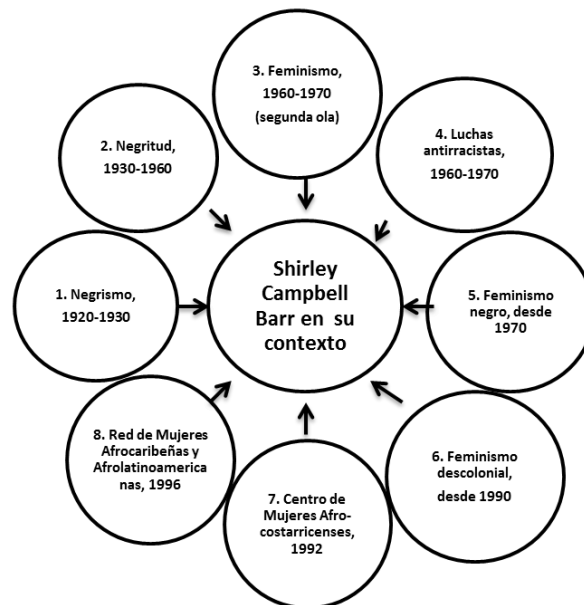 3. Feminismo,
1960-1970
(segunda ola)
2. Negritud,
1930-1960
4. Luchas
antirracistas,
1960-1970
Shirley
Campbell
Barr en su
contexto
1. Negrismo,
1920-1930
5. Feminismo
negro, desde
1970
8. Red de Mujeres
Afrocaribeñas y
Afrolatinoamerica
nas, 1996
7. Centro de
Mujeres Afro-
costarricenses,
1992
6. Feminismo
descolonial,
desde 1990